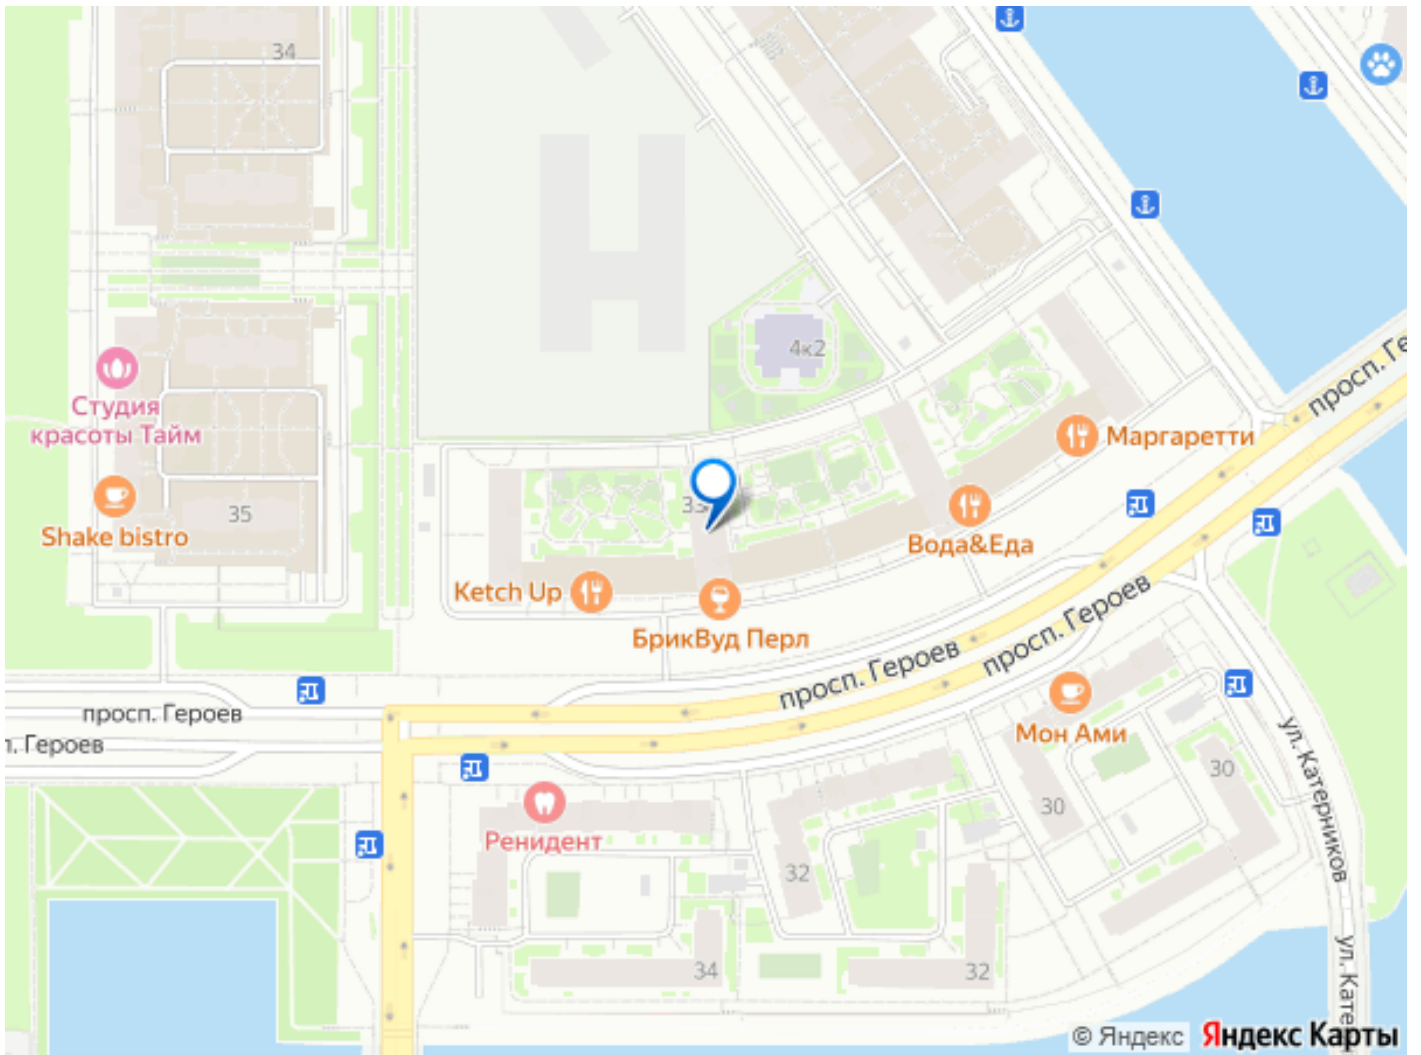 34
4к2
просп. Ге
Студия
красоты Тайм
Маргаретти
33
35
Shake bistro
Вода&Еда
Ketch Up
БрикВуд Перл
просп. Героев
просп. Героев
просп. Героев
п. Героев
Мон Ами
ул. Катерников
30
30
Ренидент
32
34
32
ул. Кате
© Яндекс
Яндекс Карты